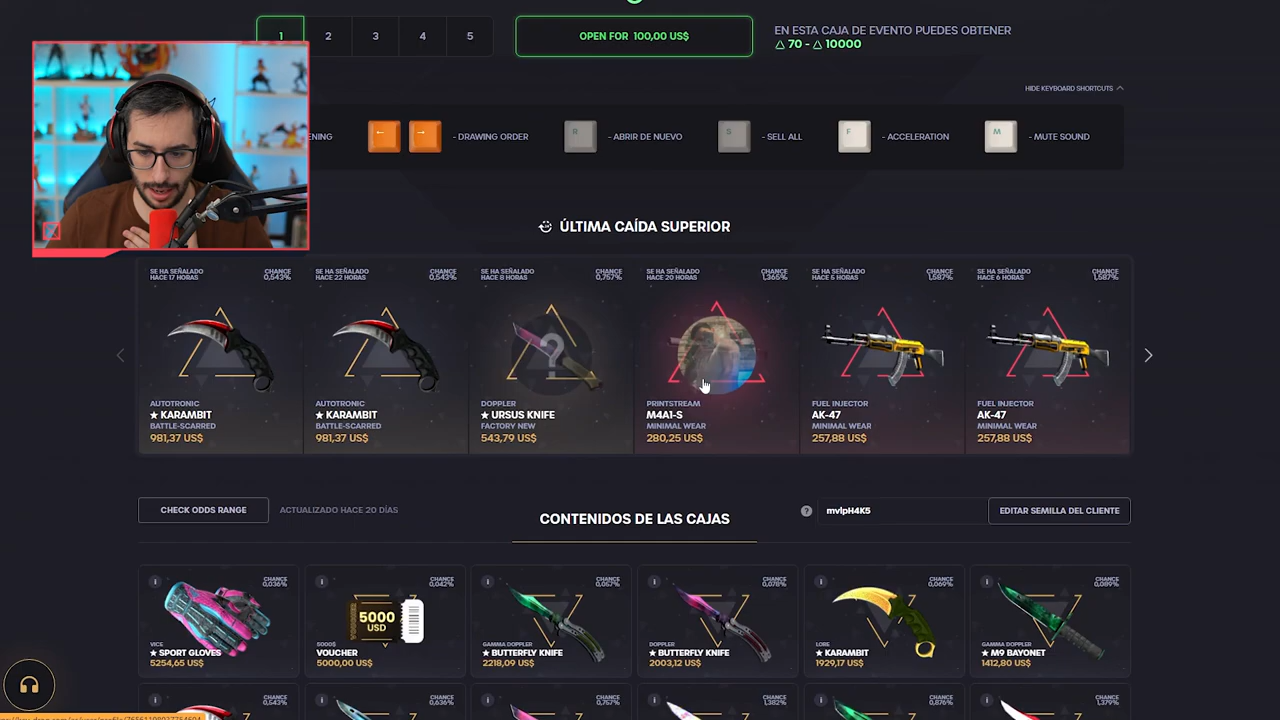 1 2 3 4 5
OPEN FOR 100,00 US$
EN ESTA CAJA DE EVENTO PUEDES OBTENER
70 - 10000
HIDE KEYBOARD SHORTCUTS
NING
← → - DRAWING ORDER
R - ABRIR DE NUEVO
S - SELL ALL
F - ACCELERATION
M - MUTE SOUND
ÚLTIMA CAÍDA SUPERIOR
SE HA SEÑALADO HACE 17 HORAS
CHANCE 0,543%
AUTOTRONIC
★ KARAMBIT
BATTLE-SCARRED
981,37 US$
SE HA SEÑALADO HACE 22 HORAS
CHANCE 0,543%
AUTOTRONIC
★ KARAMBIT
BATTLE-SCARRED
981,37 US$
SE HA SEÑALADO HACE 8 HORAS
CHANCE 0,757%
?
DOPPLER
★ URSUS KNIFE
FACTORY NEW
543,79 US$
SE HA SEÑALADO HACE 20 HORAS
CHANCE 1,365%
PRINTSTREAM
M4A1-S
MINIMAL WEAR
280,25 US$
SE HA SEÑALADO HACE 5 HORAS
CHANCE 1,587%
FUEL INJECTOR
AK-47
MINIMAL WEAR
257,88 US$
SE HA SEÑALADO HACE 6 HORAS
CHANCE 1,587%
FUEL INJECTOR
AK-47
MINIMAL WEAR
257,88 US$
CHECK ODDS RANGE
ACTUALIZADO HACE 20 DÍAS
CONTENIDOS DE LAS CAJAS
? mvlpH4K5
EDITAR SEMILLA DEL CLIENTE
CHANCE 0,036%
VICE
★ SPORT GLOVES
5254,65 US$
CHANCE 0,042%
5000 USD
5000$
VOUCHER
5000,00 US$
CHANCE 0,057%
GAMMA DOPPLER
★ BUTTERFLY KNIFE
2218,09 US$
CHANCE 0,078%
DOPPLER
★ BUTTERFLY KNIFE
2003,12 US$
CHANCE 0,069%
LORE
★ KARAMBIT
1929,17 US$
CHANCE 0,089%
GAMMA DOPPLER
★ M9 BAYONET
1412,80 US$
CHANCE 0,543%
CHANCE 0,636%
CHANCE
CHANCE 1,382%
CHANCE 0,876%
CHANCE 1,379%